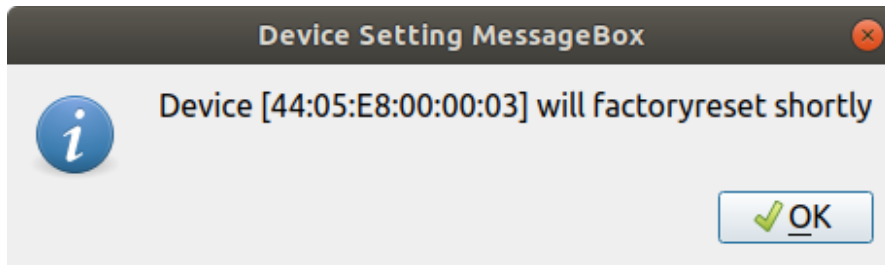 Device Setting MessageBox
Device [44:05:E8:00:00:03] will factoryreset shortly
OK